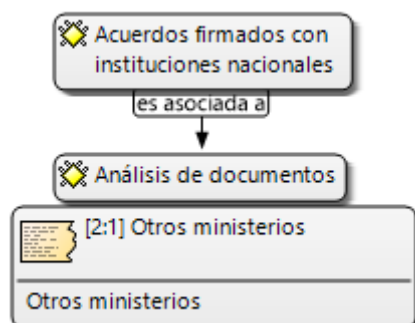 Acuerdos firmados con
instituciones nacionales
es asociada a
Análisis de documentos
[2:1] Otros ministerios
Otros ministerios